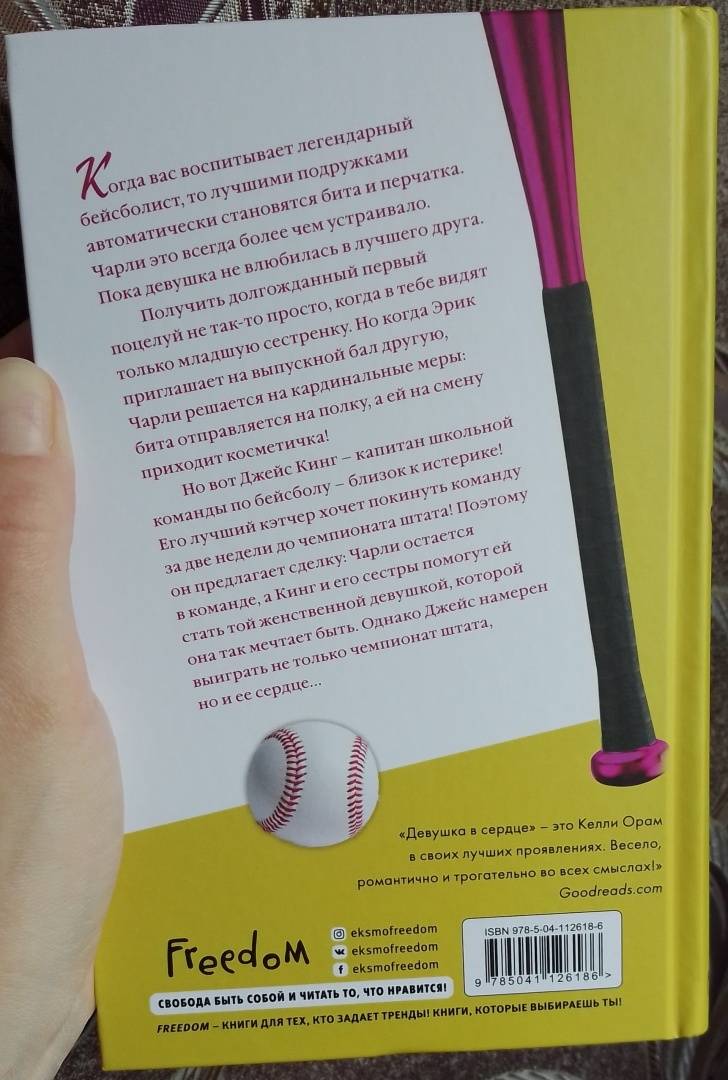 Когда вас воспитывает легендарный
бейсболист, то лучшими подружками
автоматически становятся бита и перчатка.
Чарли это всегда более чем устраивало.
Пока девушка не влюбилась в лучшего друга.
Получить долгожданный первый
поцелуй не так-то просто, когда в тебе видят
только младшую сестренку. Но когда Эрик
приглашает на выпускной бал другую,
Чарли решается на кардинальные меры:
бита отправляется на полку, а ей на смену
приходит косметичка!
Но вот Джейс Кинг – капитан школьной
команды по бейсболу – близок к истерике!
Его лучший кэтчер хочет покинуть команду
за две недели до чемпионата штата! Поэтому
он предлагает сделку: Чарли остается
в команде, а Кинг и его сестры помогут ей
стать той женственной девушкой, которой
она так мечтает быть. Однако Джейс намерен
выиграть не только чемпионат штата,
но и ее сердце...
«Девушка в сердце» – это Келли Орам
в своих лучших проявлениях. Весело,
романтично и трогательно во всех смыслах!»
Goodreads.com
Freedom
eksmofreedom
eksmofreedom
eksmofreedom
СВОБОДА БЫТЬ СОБОЙ И ЧИТАТЬ ТО, ЧТО НРАВИТСЯ!
FREEDOM – КНИГИ ДЛЯ ТЕХ, КТО ЗАДАЕТ ТРЕНДЫ! КНИГИ, КОТОРЫЕ ВЫБИРАЕШЬ ТЫ!
ISBN 978-5-04-112618-6
9 785041 126186 >